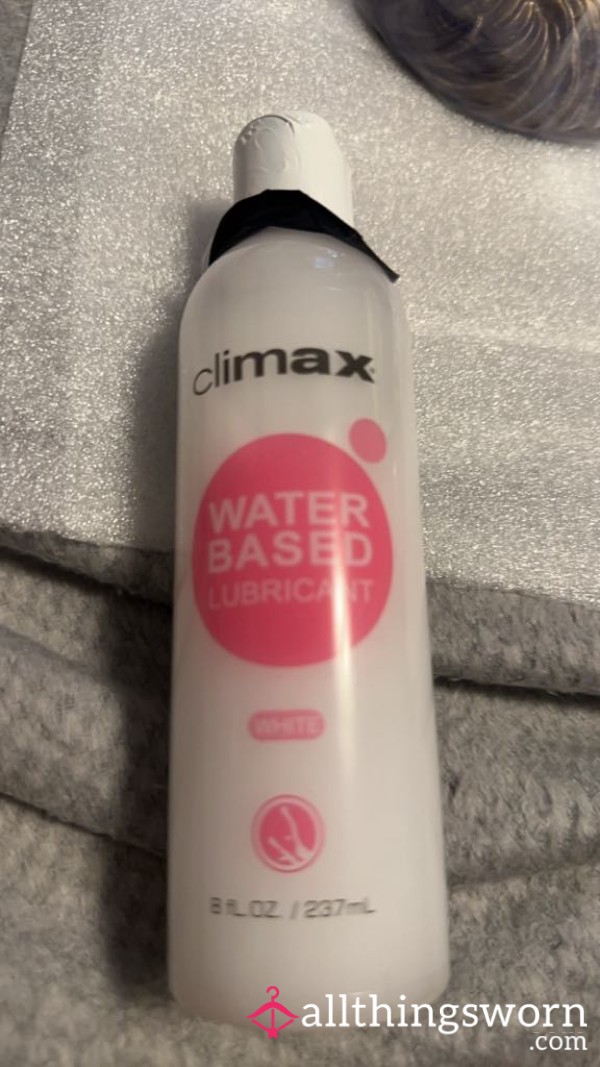 climax
WATER
BASED
LUBRICANT
WHITE
8 fL.OZ. / 237mL
allthingsworn
.com